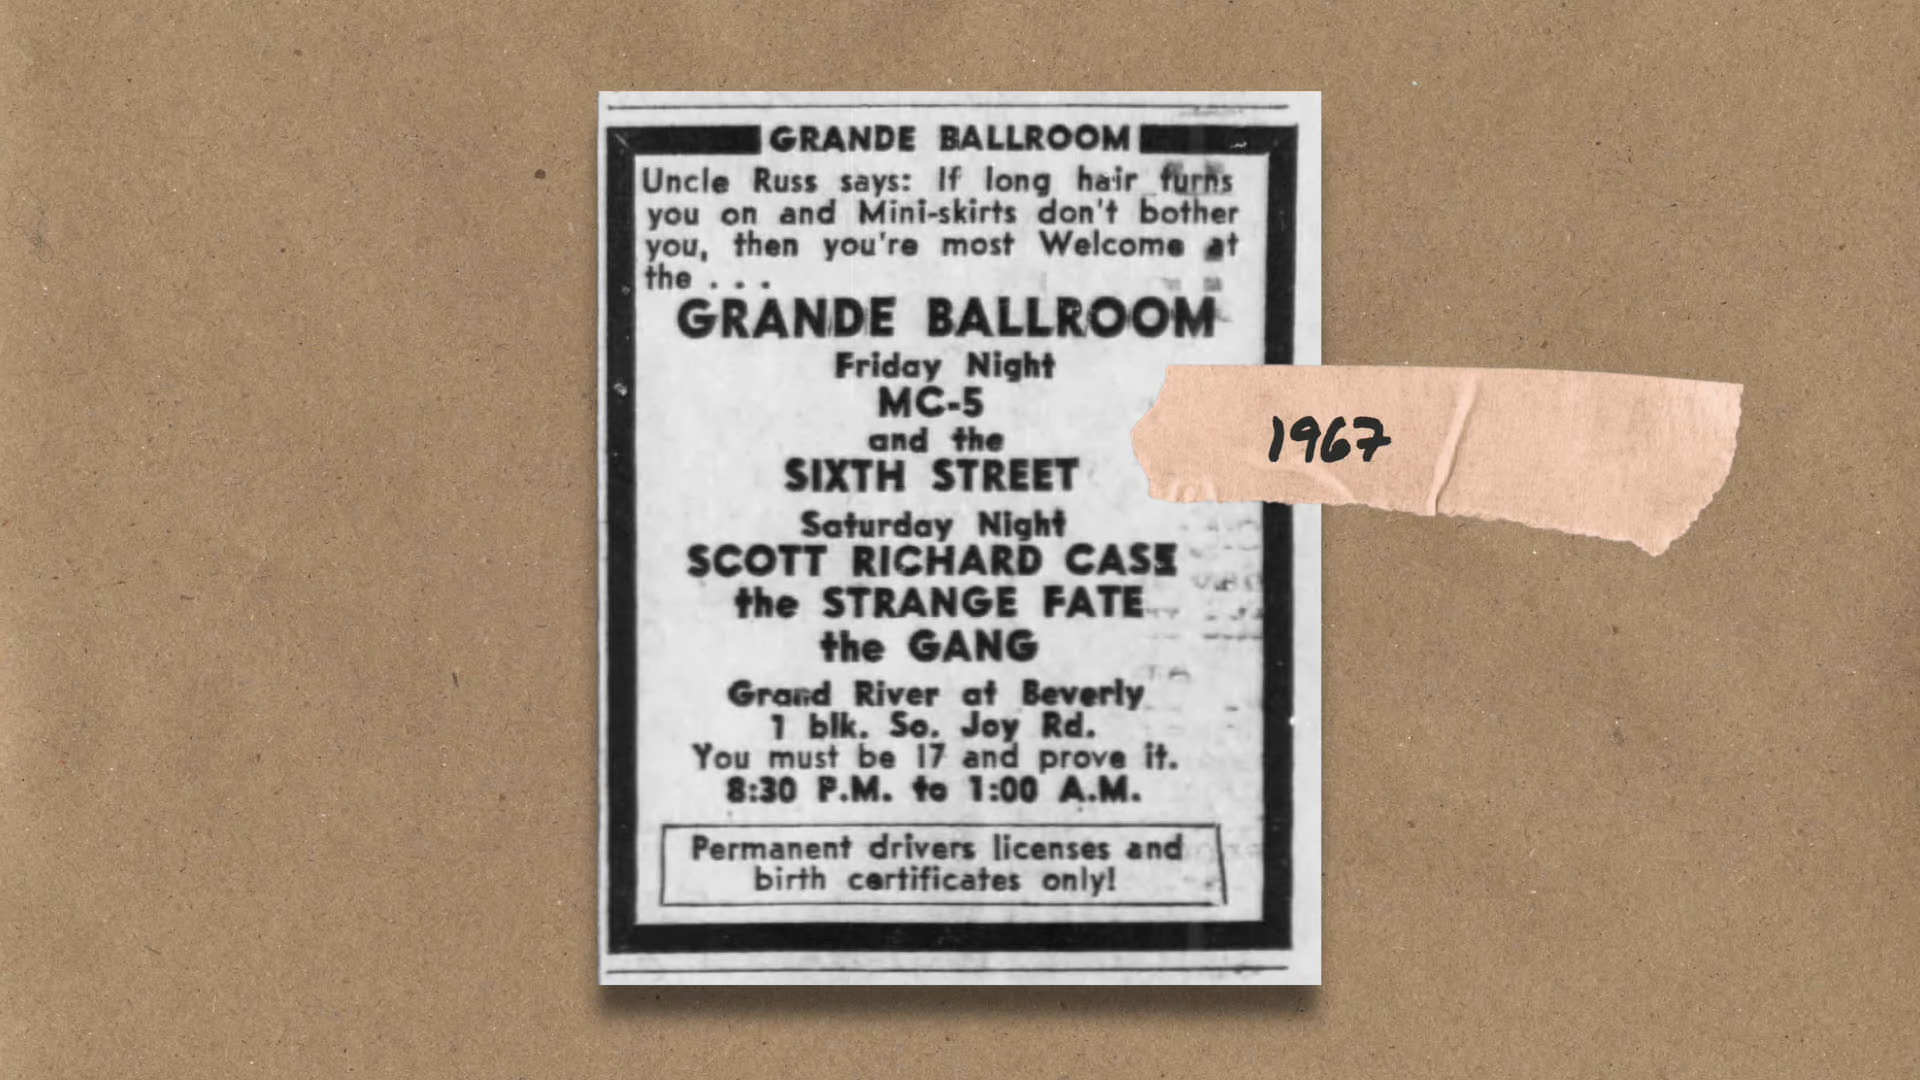 GRANDE BALLROOM
Uncle Russ says: If long hair turns
you on and Mini-skirts don't bother
you, then you're most Welcome at
the . . .
GRANDE BALLROOM
Friday Night
MC-5
and the
SIXTH STREET
Saturday Night
SCOTT RICHARD CASE
the STRANGE FATE
the GANG
Grand River at Beverly
1 blk. So. Joy Rd.
You must be 17 and prove it.
8:30 P.M. to 1:00 A.M.
Permanent drivers licenses and
birth certificates only!
1967